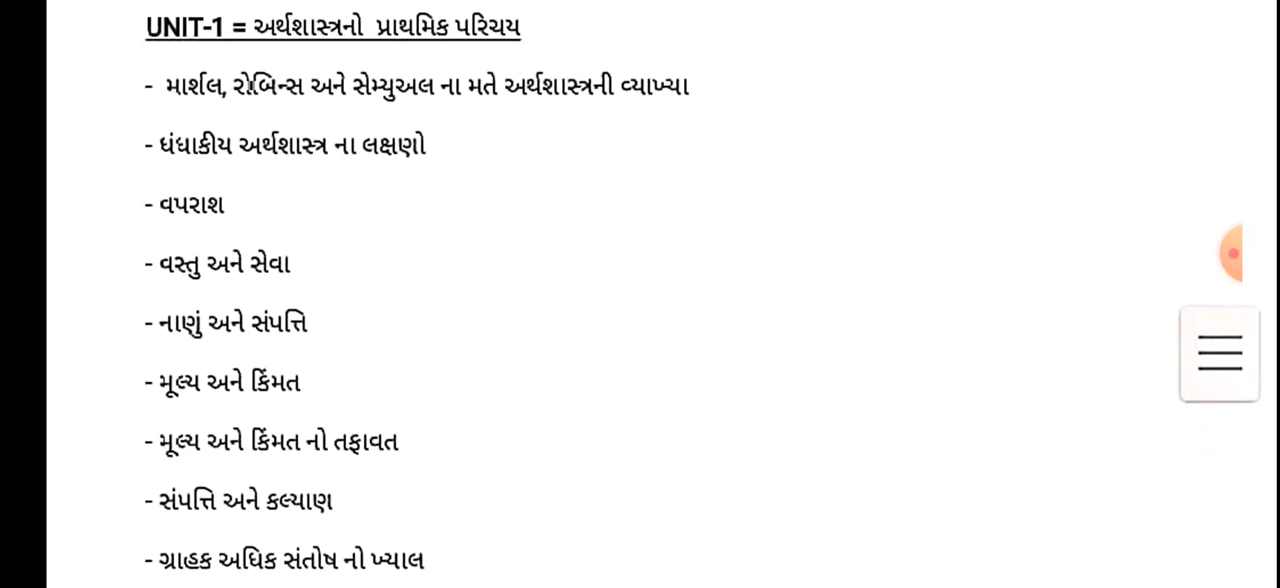 UNIT-1 = અર્થશાસ્ત્રનો પ્રાથમિક પરિચય
- માર્શલ, રોબિન્સ અને સેમ્યુઅલ ના મતે અર્થશાસ્ત્રની વ્યાખ્યા
- ધંધાકીય અર્થશાસ્ત્ર ના લક્ષણો
- વપરાશ
- વસ્તુ અને સેવા
- નાણું અને સંપત્તિ
- મૂલ્ય અને કિંમત
- મૂલ્ય અને કિંમત નો તફાવત
- સંપત્તિ અને કલ્યાણ
- ગ્રાહક અધિક સંતોષ નો ખ્યાલ